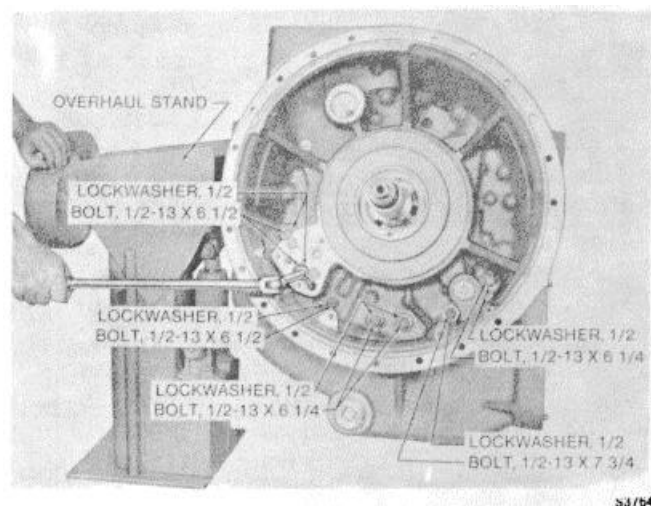 OVERHAUL STAND
LOCKWASHER, 1/2
BOLT, 1/2-13 X 6 1/2
LOCKWASHER, 1/2
BOLT, 1/2-13 X 6 1/2
LOCKWASHER, 1/2
BOLT, 1/2-13 X 6 1/4
LOCKWASHER, 1/2
BOLT, 1/2-13 X 6 1/4
LOCKWASHER, 1/2
BOLT, 1/2-13 X 7 3/4
S3764